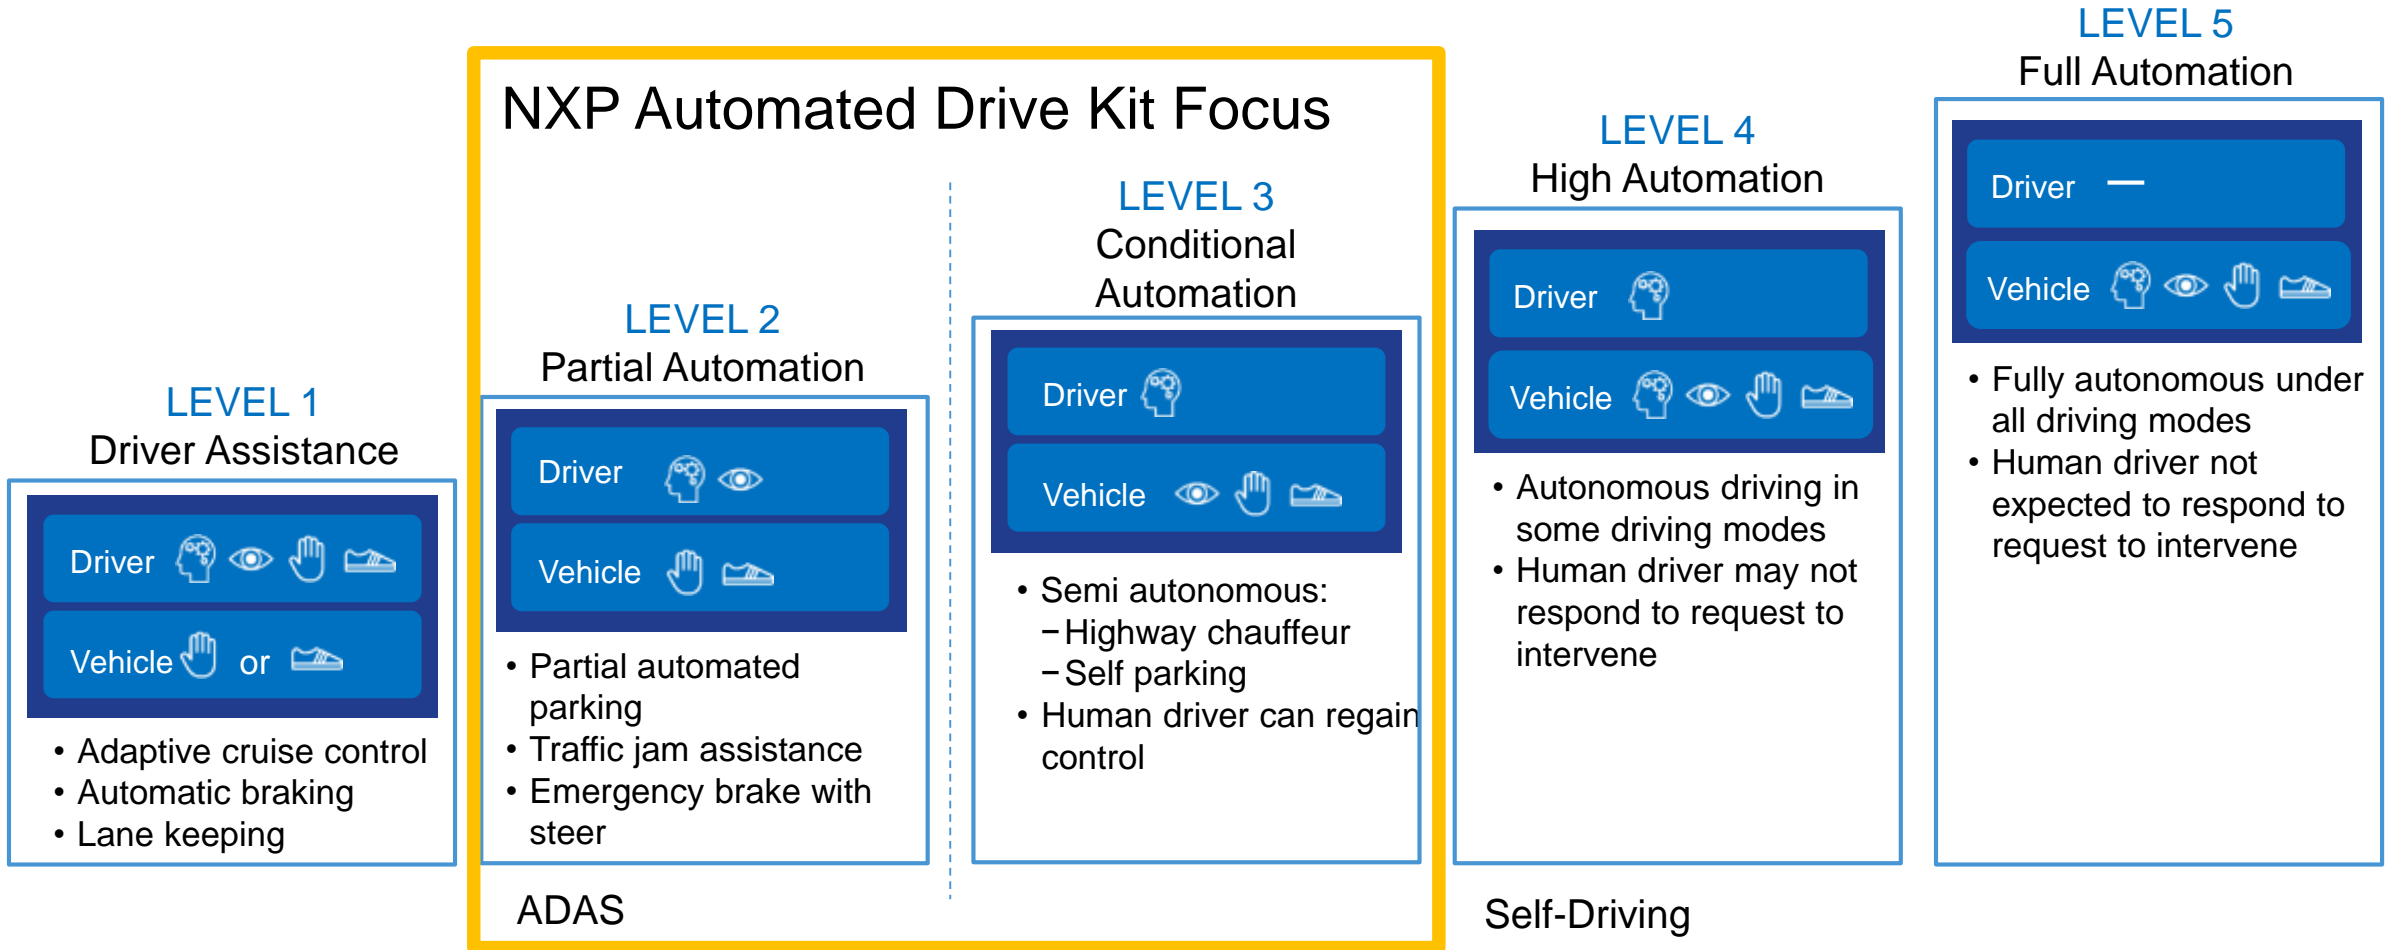 NXP Automated Drive Kit Focus
LEVEL 1
Driver Assistance
Driver
Vehicle or
• Adaptive cruise control
• Automatic braking
• Lane keeping
LEVEL 2
Partial Automation
Driver
Vehicle
• Partial automated
parking
• Traffic jam assistance
• Emergency brake with
steer
ADAS
LEVEL 3
Conditional
Automation
Driver
Vehicle
• Semi autonomous:
− Highway chauffeur
− Self parking
• Human driver can regain
control
LEVEL 4
High Automation
Driver
Vehicle
• Autonomous driving in
some driving modes
• Human driver may not
respond to request to
intervene
Self-Driving
LEVEL 5
Full Automation
Driver —
Vehicle
• Fully autonomous under
all driving modes
• Human driver not
expected to respond to
request to intervene